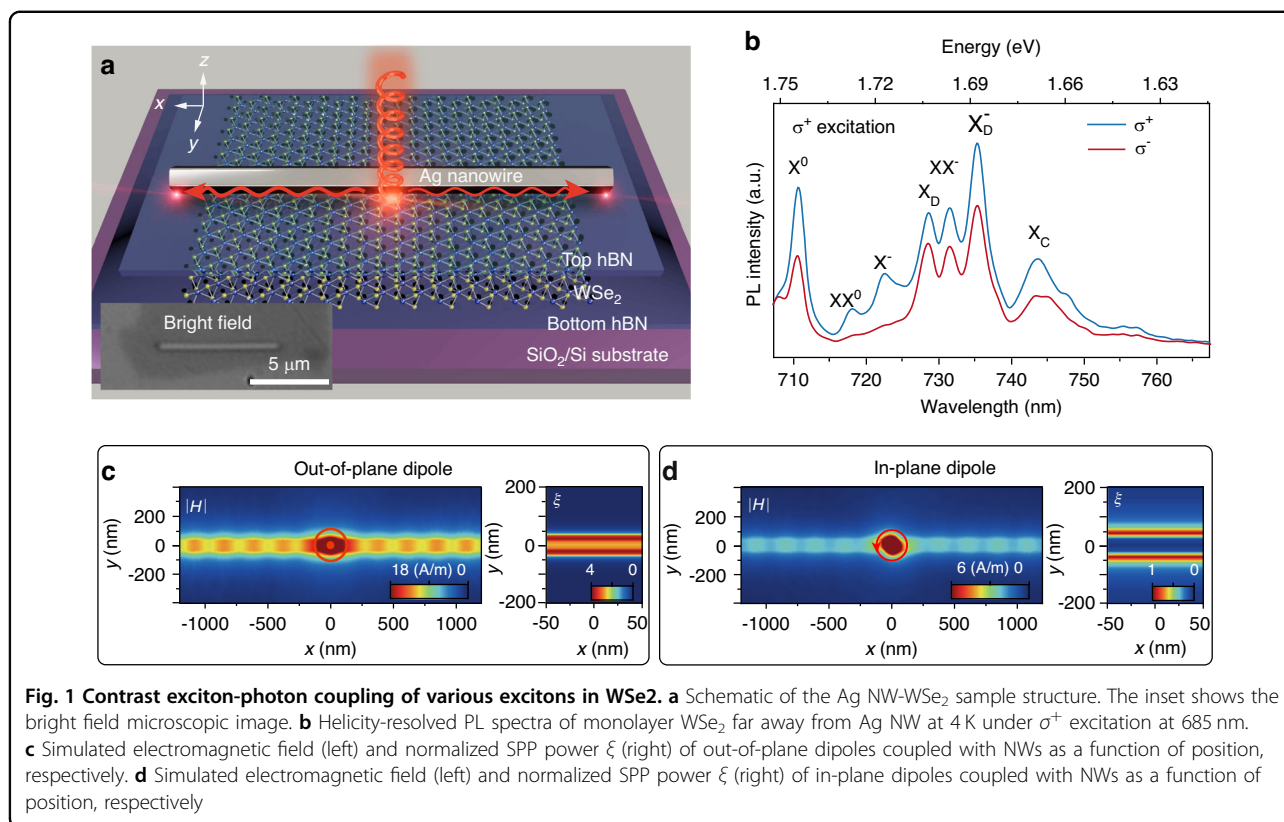 a
z
x
y
Ag nanowire
Top hBN
WSe₂
Bottom hBN
SiO₂/Si substrate
Bright field
5 μm
b
Energy (eV)
1.75 1.72 1.69 1.66 1.63
σ⁺ excitation
σ⁺
σ⁻
X⁰
XX⁰
X⁻
X_D
XX⁻
X_D⁻
X_C
PL intensity (a.u.)
710 720 730 740 750 760
Wavelength (nm)
c
Out-of-plane dipole
|H|
200
0
-200
y (nm)
18 (A/m) 0
-1000 -500 0 500 1000
x (nm)
ξ
200
0
-200
y (nm)
4 0
-50 0 50
x (nm)
d
In-plane dipole
|H|
200
0
-200
y (nm)
6 (A/m) 0
-1000 -500 0 500 1000
x (nm)
ξ
200
0
-200
y (nm)
1 0
-50 0 50
x (nm)
Fig. 1 Contrast exciton-photon coupling of various excitons in WSe2. a Schematic of the Ag NW-WSe₂ sample structure. The inset shows the
bright field microscopic image. b Helicity-resolved PL spectra of monolayer WSe₂ far away from Ag NW at 4 K under σ⁺ excitation at 685 nm.
c Simulated electromagnetic field (left) and normalized SPP power ξ (right) of out-of-plane dipoles coupled with NWs as a function of position,
respectively. d Simulated electromagnetic field (left) and normalized SPP power ξ (right) of in-plane dipoles coupled with NWs as a function of
position, respectively